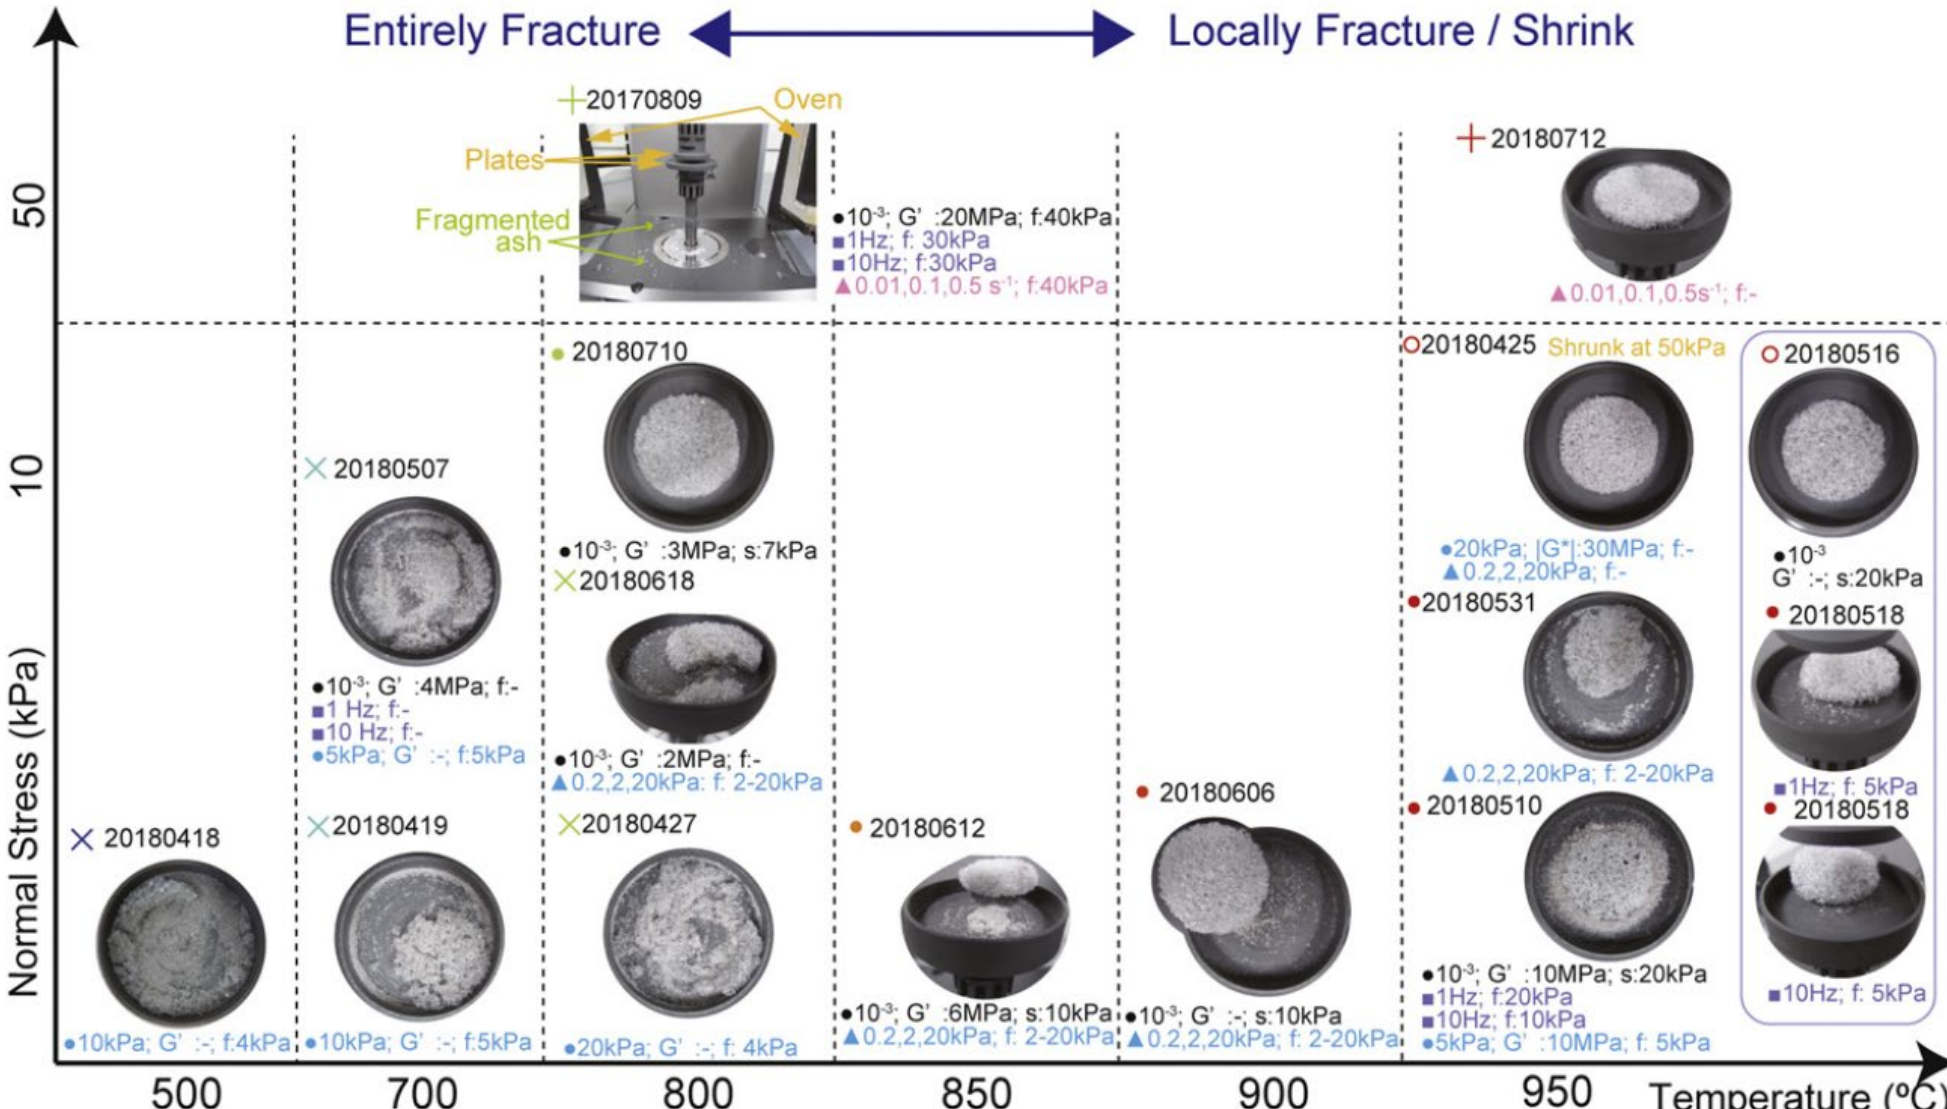 Entirely Fracture
Locally Fracture / Shrink
20170809
Oven
Plates
Fragmented
ash
●10⁻³; G' :20MPa; f:40kPa
■1Hz; f: 30kPa
■10Hz; f:30kPa
▲0.01,0.1,0.5 s⁻¹; f:40kPa
20180712
▲0.01,0.1,0.5s⁻¹; f:-
50
20180507
●10⁻³; G' :4MPa; f:-
■1 Hz; f:-
■10 Hz; f:-
●5kPa; G' :-; f:5kPa
20180710
●10⁻³; G' :3MPa; s:7kPa
20180618
●10⁻³; G' :2MPa; f:-
▲0.2,2,20kPa: f: 2-20kPa
20180425 Shrunk at 50kPa
●20kPa; |G*|:30MPa; f:-
▲0.2,2,20kPa; f:-
20180531
▲0.2,2,20kPa; f: 2-20kPa
20180516
●10⁻³
G' :-; s:20kPa
20180518
■1Hz; f: 5kPa
20180518
■10Hz; f: 5kPa
10
20180418
●10kPa; G' :-; f:4kPa
20180419
●10kPa; G' :-; f:5kPa
20180427
●20kPa; G' :-; f: 4kPa
20180612
●10⁻³; G' :6MPa; s:10kPa
▲0.2,2,20kPa; f: 2-20kPa
20180606
●10⁻³; G' :-; s:10kPa
▲0.2,2,20kPa; f: 2-20kPa
20180510
●10⁻³; G' :10MPa; s:20kPa
■1Hz; f:20kPa
■10Hz; f:10kPa
●5kPa; G' :10MPa; f: 5kPa
Normal Stress (kPa)
500 700 800 850 900 950 Temperature (ºC)